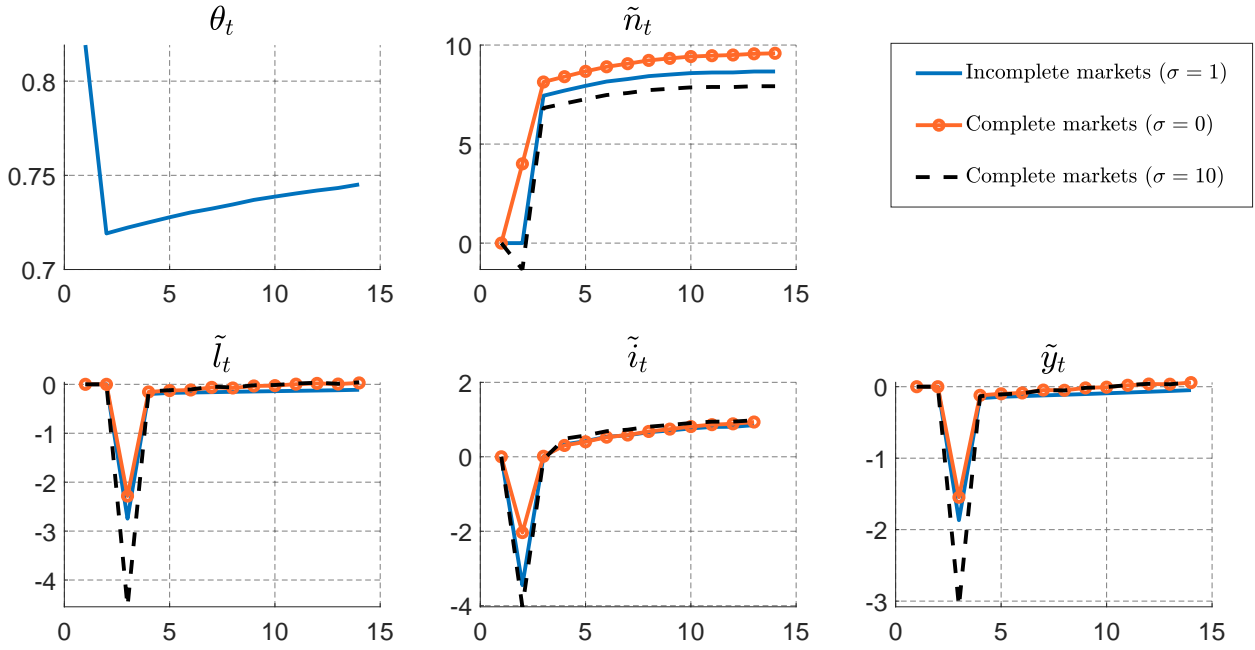 θ_t
0.8
0.75
0.7
0 5 10 15
ñ_t
10
5
0
0 5 10 15
Incomplete markets (σ = 1)
Complete markets (σ = 0)
Complete markets (σ = 10)
l̃_t
0
-1
-2
-3
-4
0 5 10 15
ĩ_t
2
0
-2
-4
0 5 10 15
ỹ_t
0
-1
-2
-3
0 5 10 15